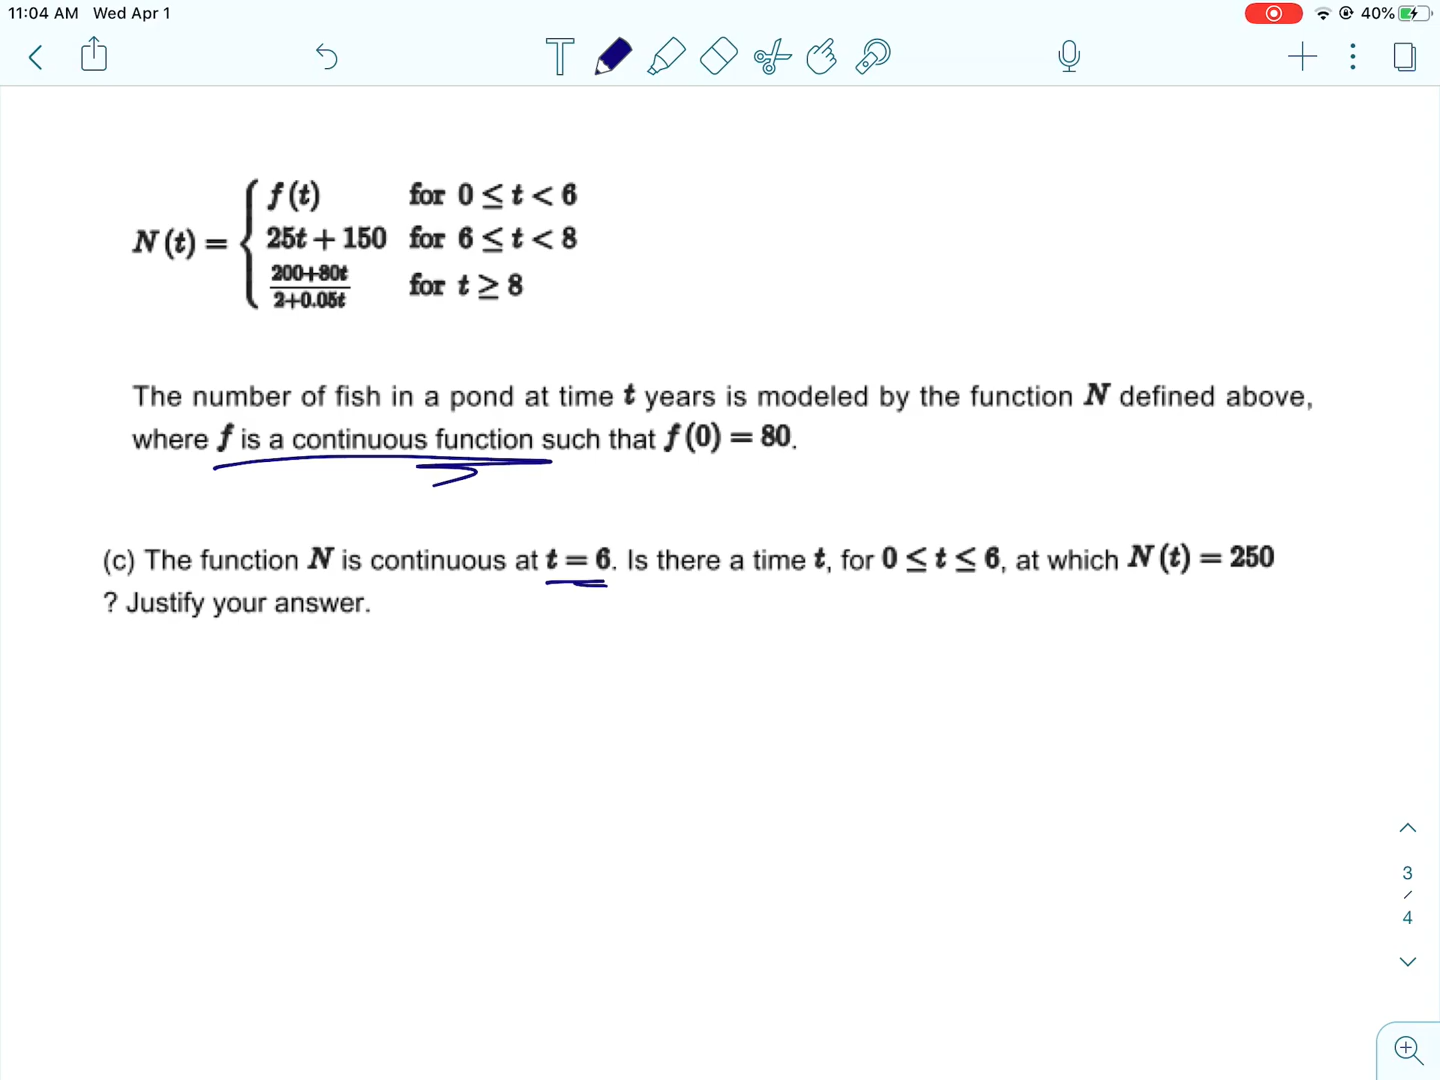 11:04 AM Wed Apr 1
40%
N(t) = { f(t) for 0 ≤ t < 6
25t + 150 for 6 ≤ t < 8
200+80t / 2+0.05t for t ≥ 8
The number of fish in a pond at time t years is modeled by the function N defined above,
where f is a continuous function such that f(0) = 80.
(c) The function N is continuous at t = 6. Is there a time t, for 0 ≤ t ≤ 6, at which N(t) = 250
? Justify your answer.
3
/
4